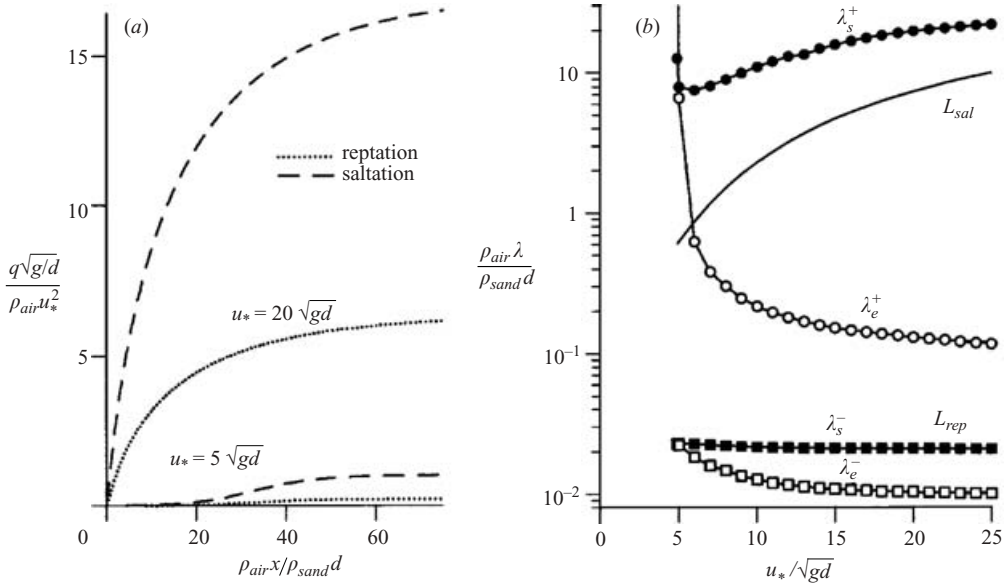 (a)
15
10
5
0
20
40
60
q√g/d
ρ_air u_*^2
reptation
saltation
u_* = 20 √gd
u_* = 5 √gd
ρ_air x/ρ_sand d
(b)
10
1
10^−1
10^−2
0
5
10
15
20
25
ρ_air λ
ρ_sand d
λ_s^+
L_sal
λ_e^+
λ_s^−
L_rep
λ_e^−
u_* /√gd